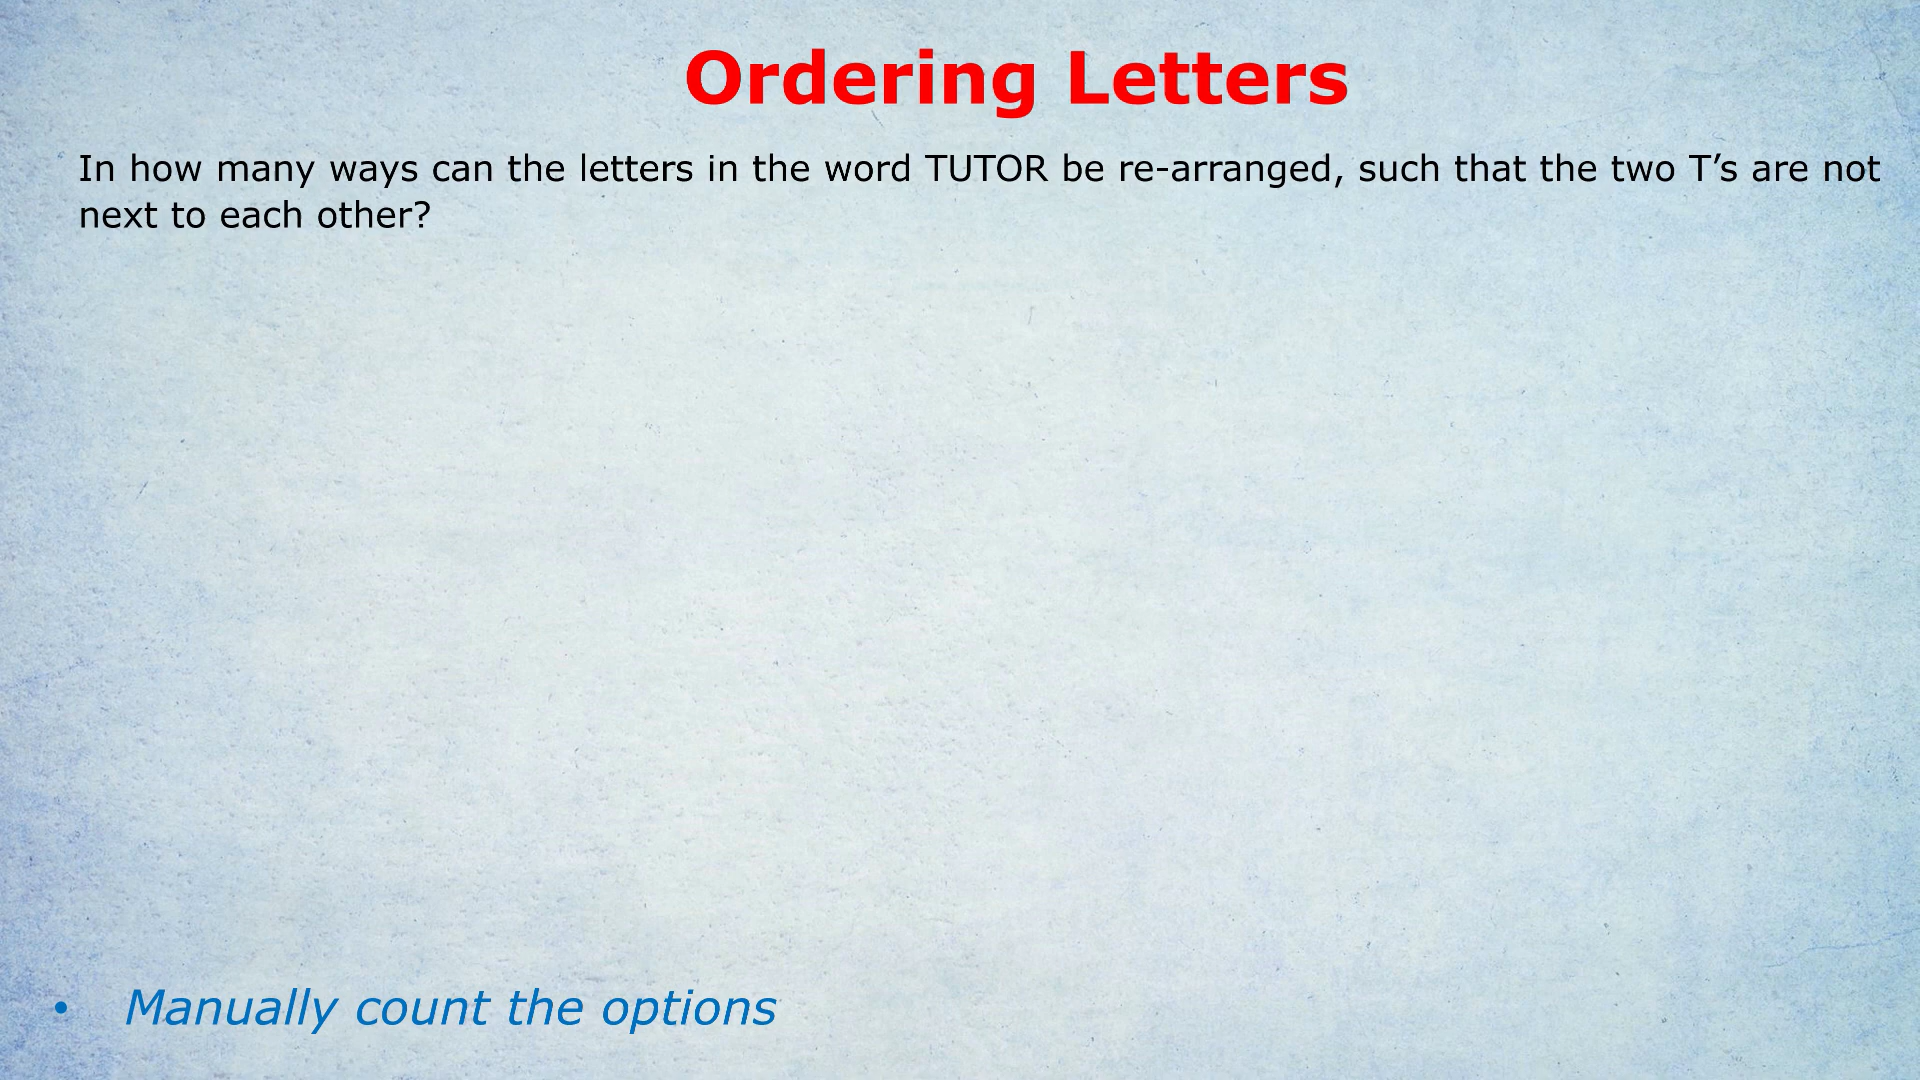 Ordering Letters
In how many ways can the letters in the word TUTOR be re-arranged, such that the two T’s are not
next to each other?
• Manually count the options